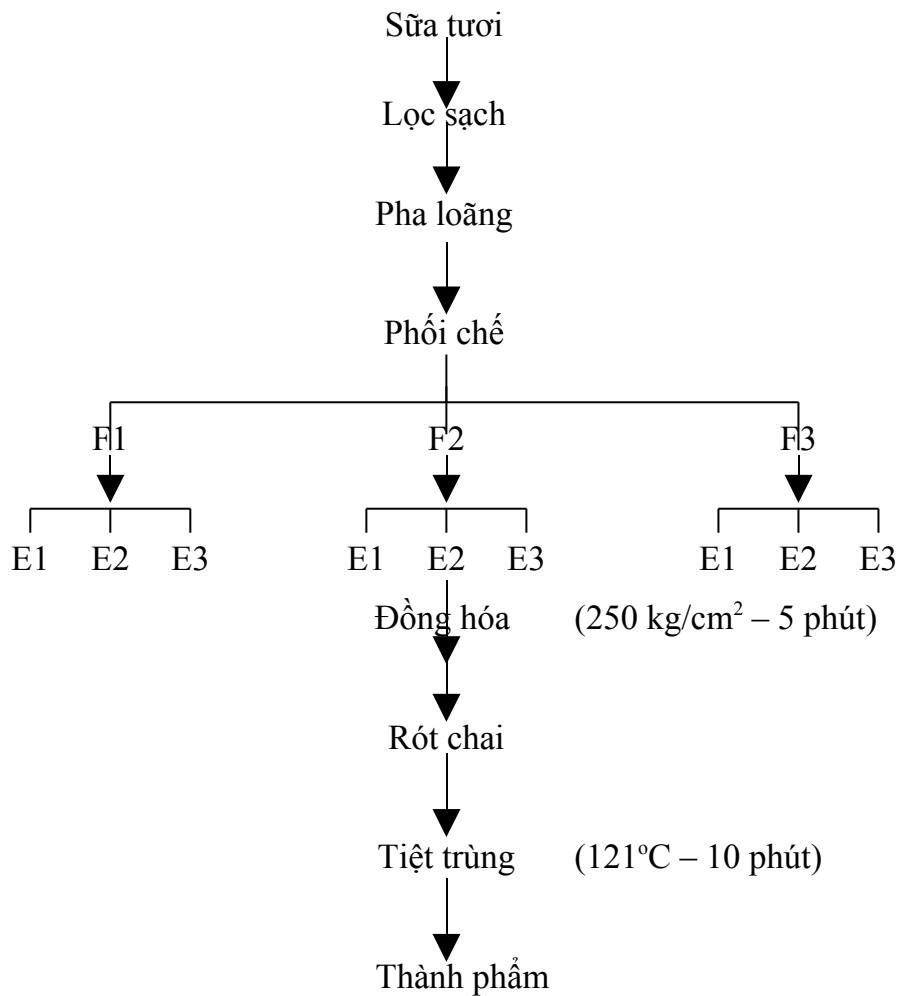 Sữa tươi
Lọc sạch
Pha loãng
Phối chế
F1 F2 F3
E1 E2 E3 E1 E2 E3 E1 E2 E3
Đồng hóa (250 kg/cm² – 5 phút)
Rót chai
Tiệt trùng (121°C – 10 phút)
Thành phẩm